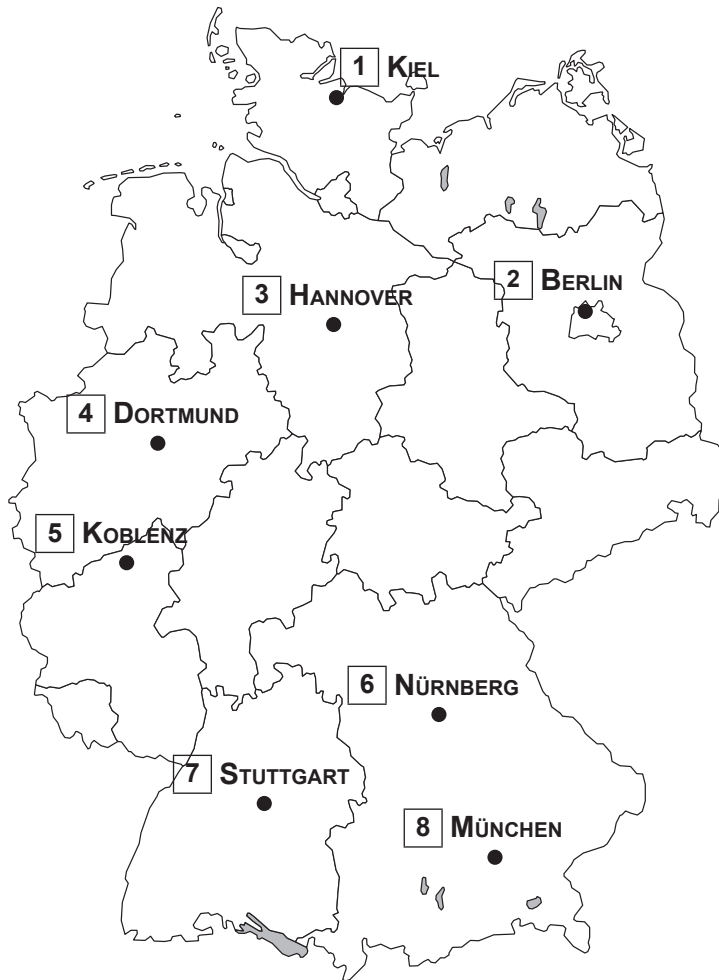 1 Kiel
2 Berlin
3 Hannover
4 Dortmund
5 Koblenz
6 Nürnberg
7 Stuttgart
8 München